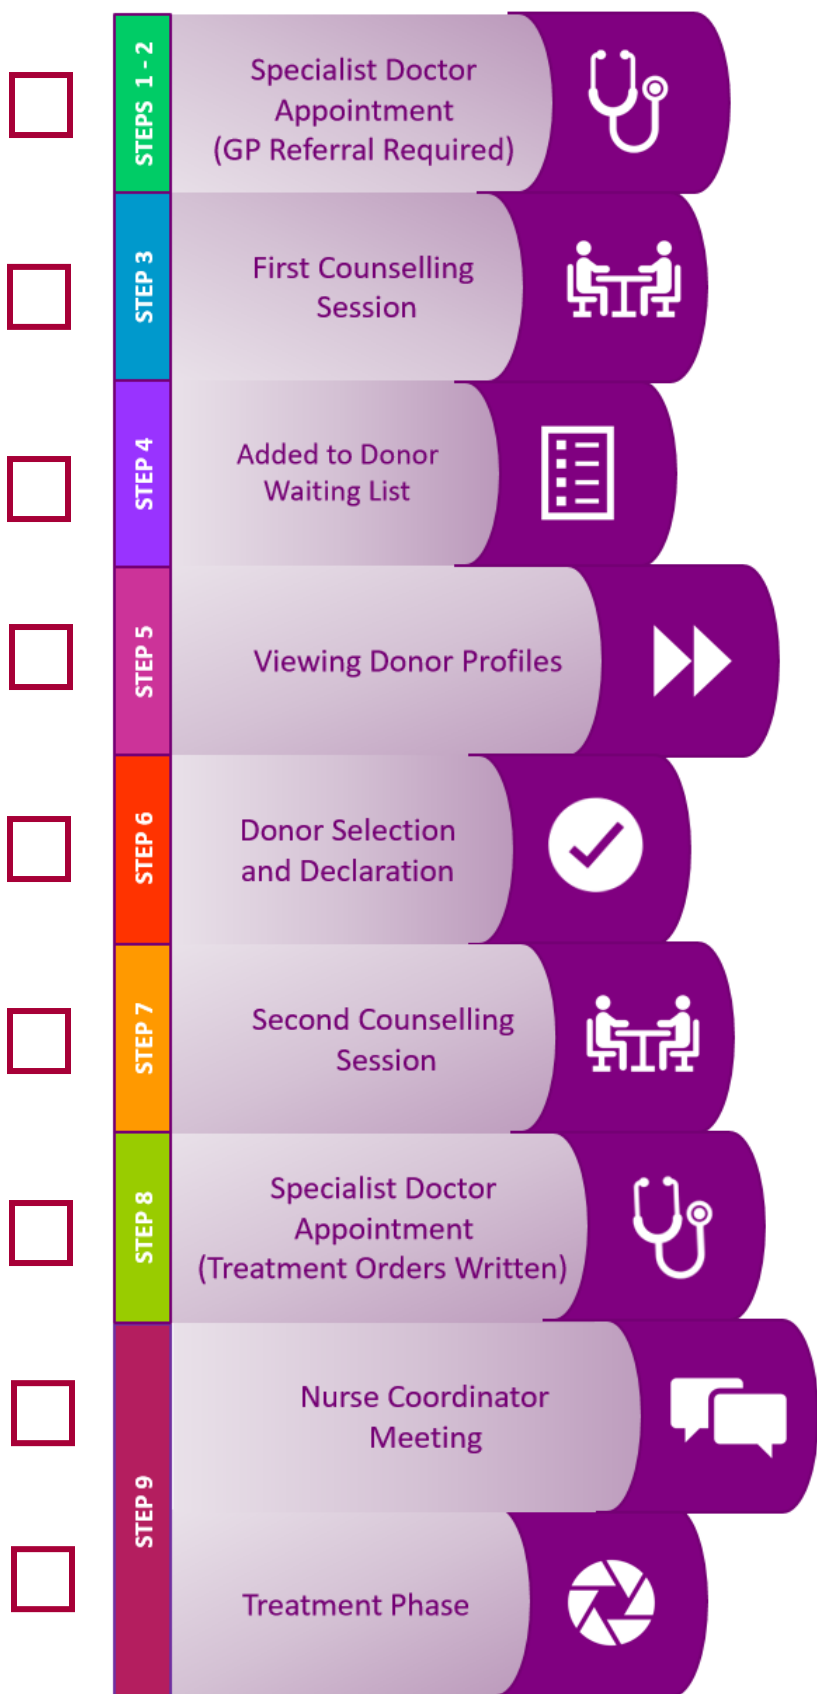 STEPS 1 - 2
Specialist Doctor
Appointment
(GP Referral Required)
STEP 3
First Counselling
Session
STEP 4
Added to Donor
Waiting List
STEP 5
Viewing Donor Profiles
STEP 6
Donor Selection
and Declaration
STEP 7
Second Counselling
Session
STEP 8
Specialist Doctor
Appointment
(Treatment Orders Written)
STEP 9
Nurse Coordinator
Meeting
Treatment Phase